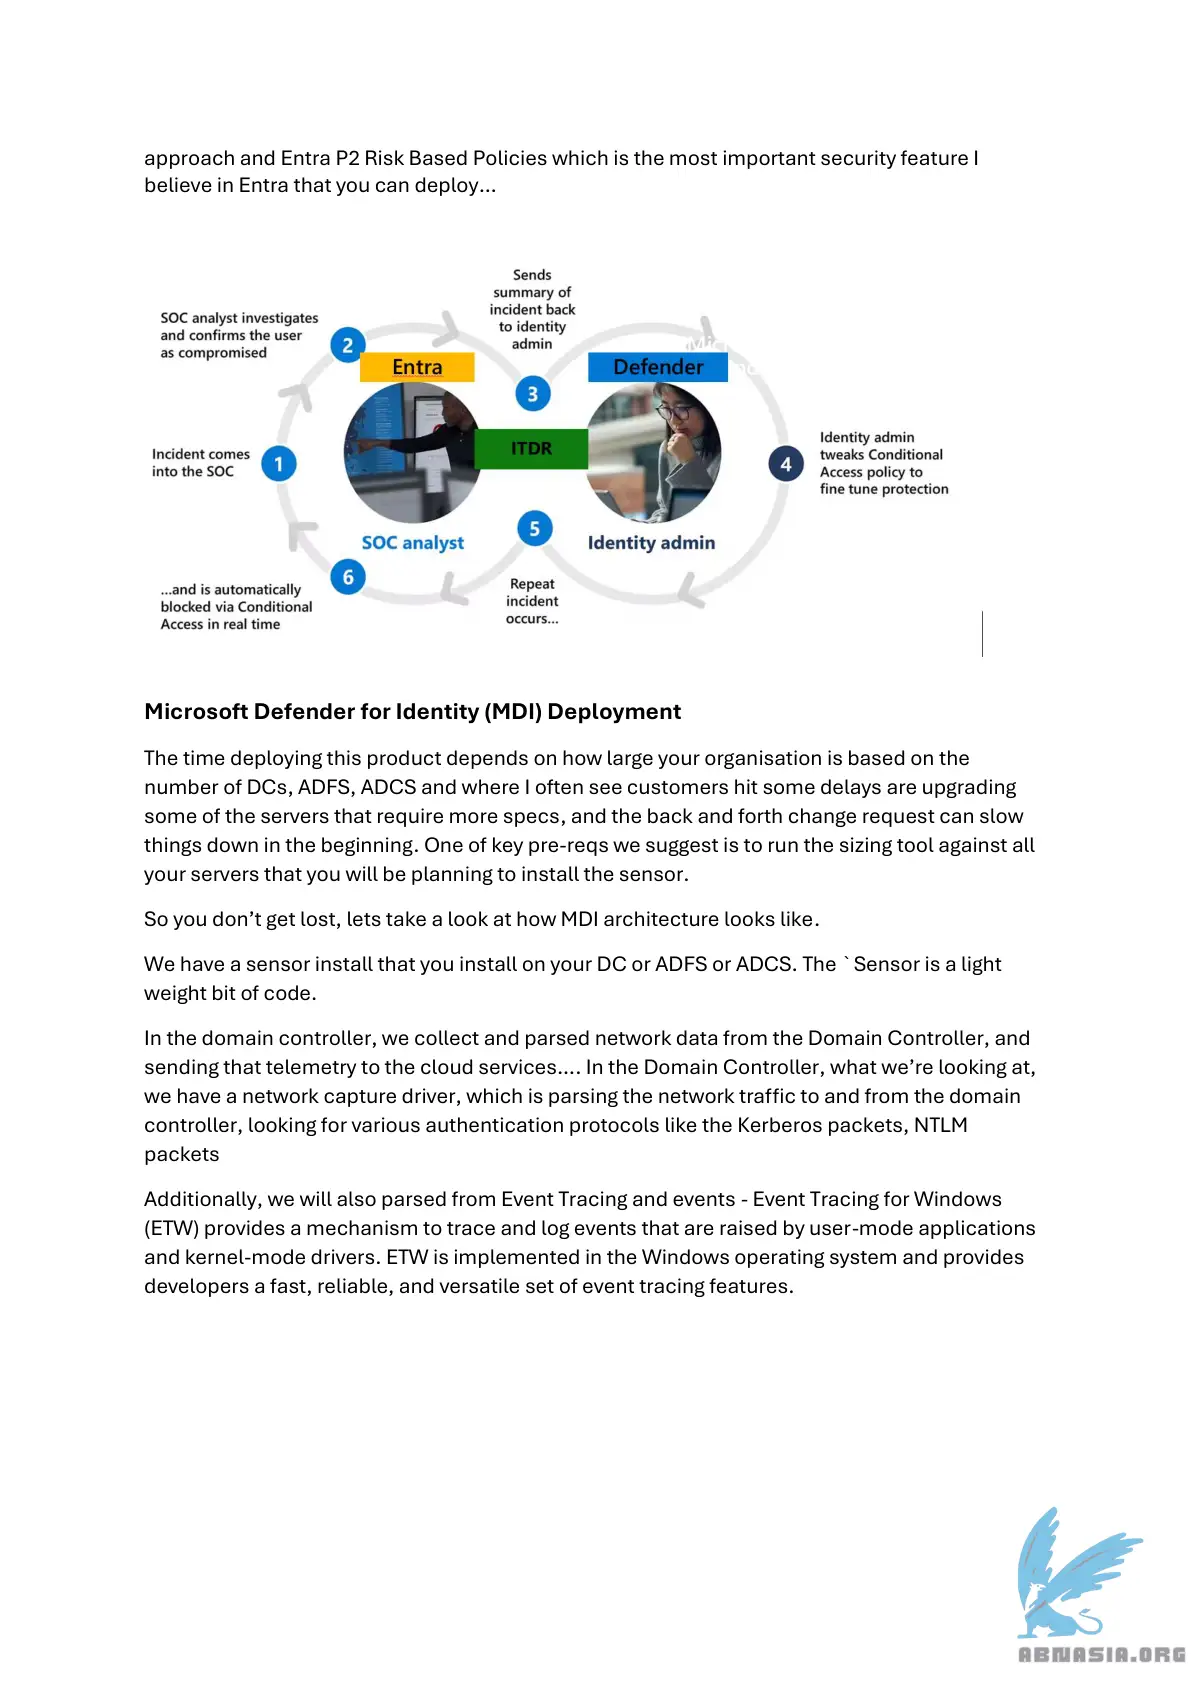 approach and Entra P2 Risk Based Policies which is the most important security feature I
believe in Entra that you can deploy...
Sends
summary of
incident back
to identity
admin
SOC analyst investigates
and confirms the user
as compromised
2
Entra
Defender
3
ITDR
Incident comes
into the SOC
1
4
Identity admin
tweaks Conditional
Access policy to
fine tune protection
5
SOC analyst
Identity admin
6
...and is automatically
blocked via Conditional
Access in real time
Repeat
incident
occurs...
Microsoft Defender for Identity (MDI) Deployment
The time deploying this product depends on how large your organisation is based on the
number of DCs, ADFS, ADCS and where I often see customers hit some delays are upgrading
some of the servers that require more specs, and the back and forth change request can slow
things down in the beginning. One of key pre-reqs we suggest is to run the sizing tool against all
your servers that you will be planning to install the sensor.
So you don’t get lost, lets take a look at how MDI architecture looks like.
We have a sensor install that you install on your DC or ADFS or ADCS. The `Sensor is a light
weight bit of code.
In the domain controller, we collect and parsed network data from the Domain Controller, and
sending that telemetry to the cloud services.... In the Domain Controller, what we’re looking at,
we have a network capture driver, which is parsing the network traffic to and from the domain
controller, looking for various authentication protocols like the Kerberos packets, NTLM
packets
Additionally, we will also parsed from Event Tracing and events - Event Tracing for Windows
(ETW) provides a mechanism to trace and log events that are raised by user-mode applications
and kernel-mode drivers. ETW is implemented in the Windows operating system and provides
developers a fast, reliable, and versatile set of event tracing features.
ABNASIA.ORG